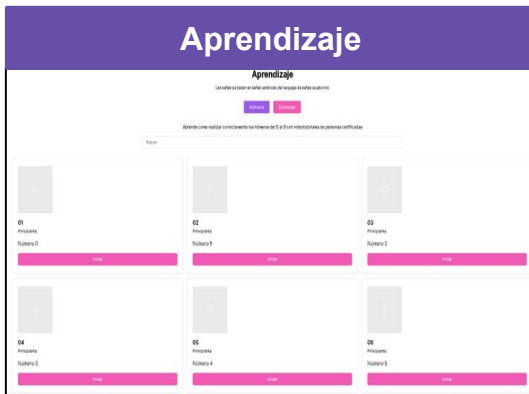 Aprendizaje
Aprendizaje
Las señas se basan en señas estáticas del lenguaje de señas ecuatoriano
Números Comenzar
Aprende como realizar correctamente los números del 0 al 9 con videotutoriales de personas certificadas
Buscar
01 02 03
Principiante Principiante Principiante
Número 0 Número 1 Número 2
Iniciar Iniciar Iniciar
04 05 06
Principiante Principiante Principiante
Número 3 Número 4 Número 5
Iniciar Iniciar Iniciar